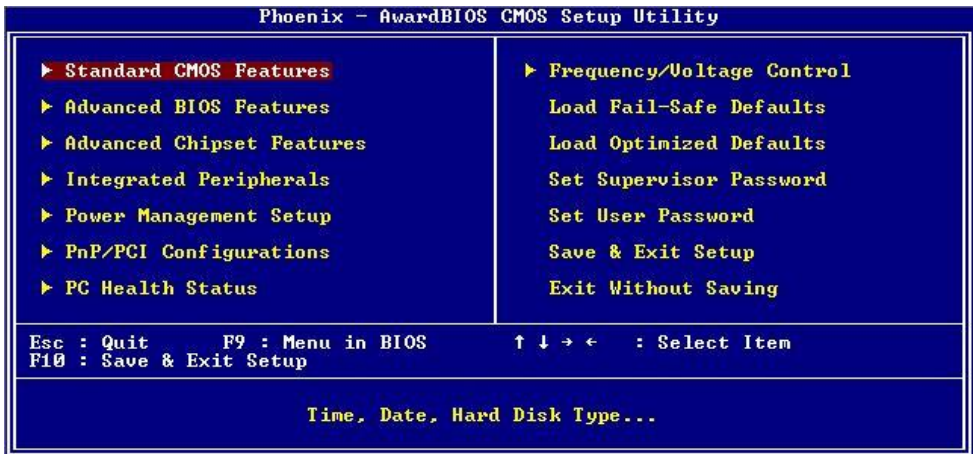 Phoenix - AwardBIOS CMOS Setup Utility
Standard CMOS Features
Advanced BIOS Features
Advanced Chipset Features
Integrated Peripherals
Power Management Setup
PnP/PCI Configurations
PC Health Status
Frequency/Voltage Control
Load Fail-Safe Defaults
Load Optimized Defaults
Set Supervisor Password
Set User Password
Save & Exit Setup
Exit Without Saving
Esc : Quit F9 : Menu in BIOS ↑ ↓ → ← : Select Item
F10 : Save & Exit Setup
Time, Date, Hard Disk Type...